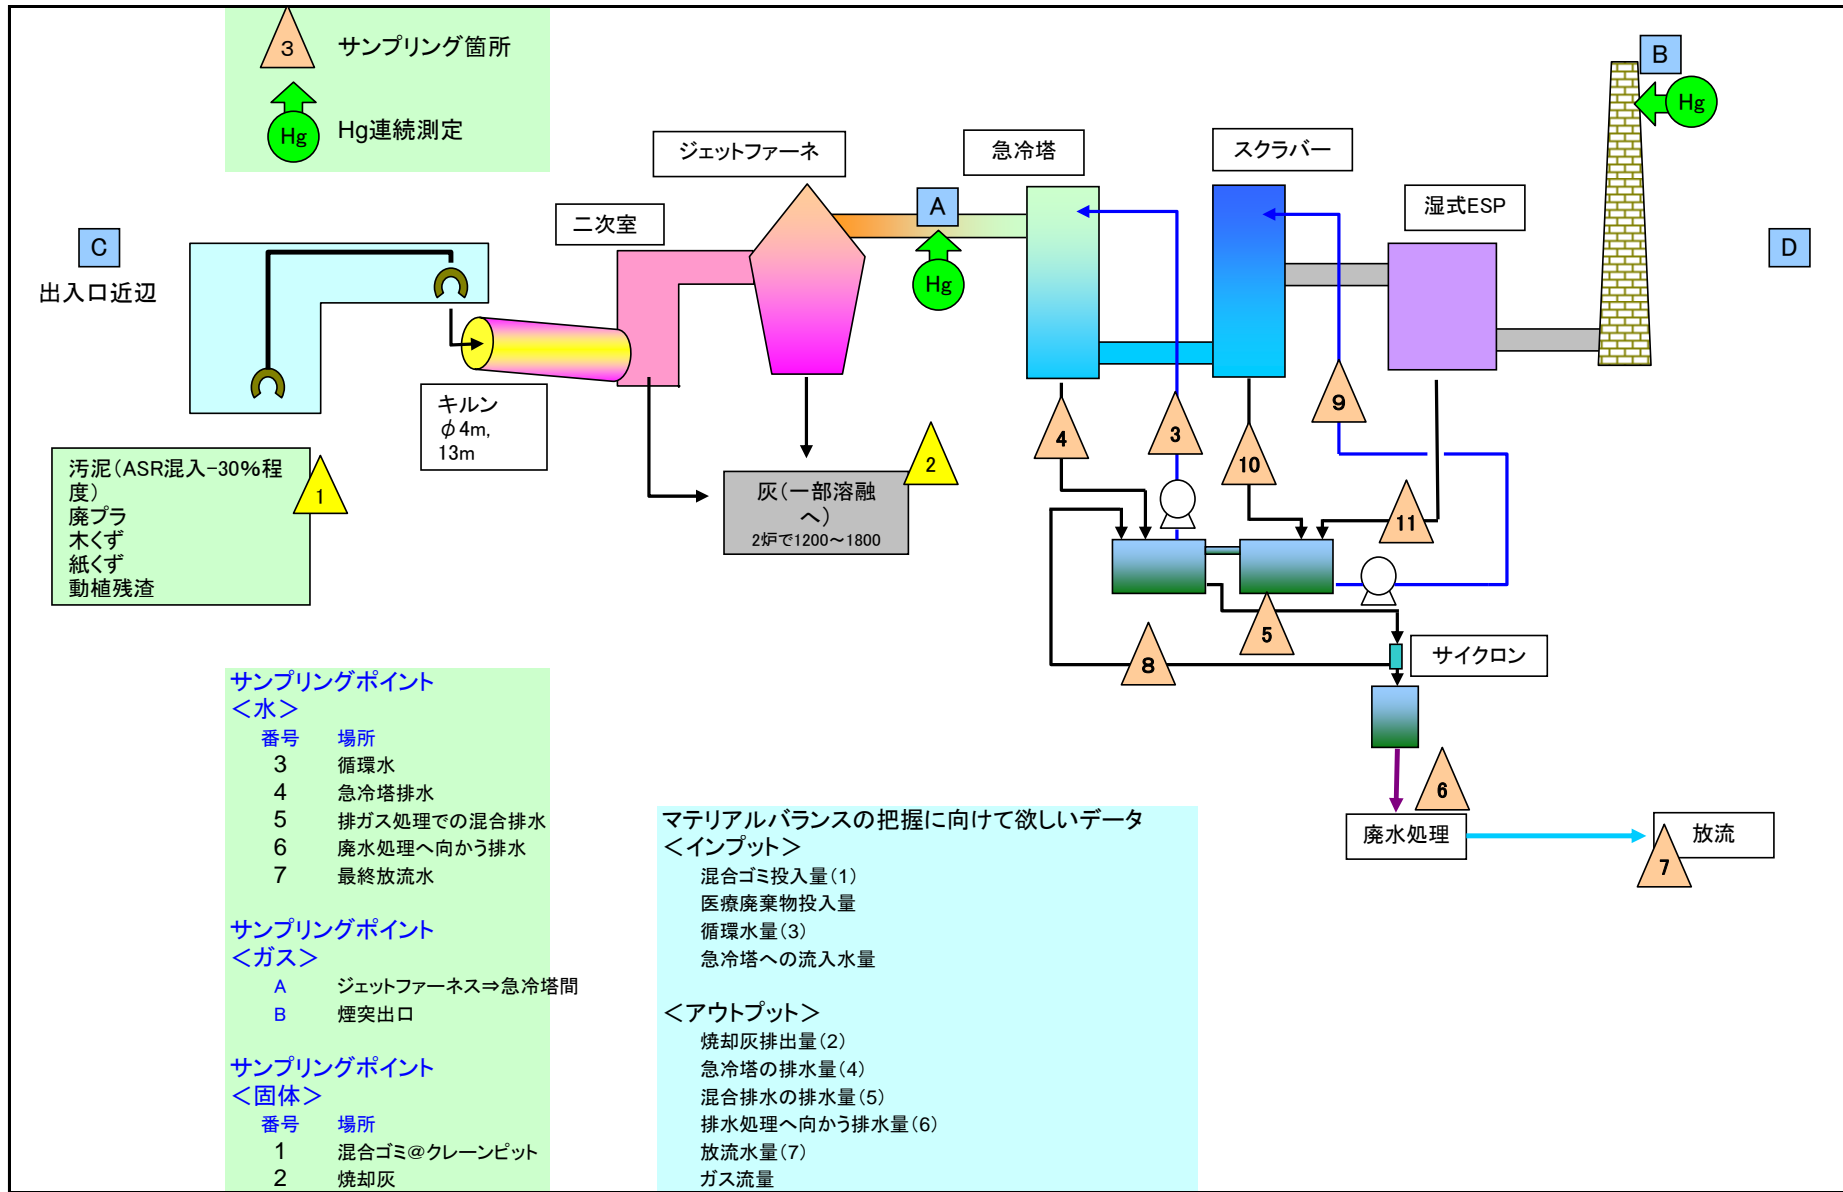 3
サンプリング箇所
Hg
Hg連続測定
B
Hg
ジェットファーネ
急冷塔
スクラバー
二次室
A
湿式ESP
C
出入口近辺
D
Hg
キルン
φ4m,
13m
汚泥(ASR混入-30%程
度)
廃プラ
木くず
紙くず
動植残渣
1
2
灰(一部溶融
へ)
2炉で1200~1800
4
3
10
9
11
5
8
サイクロン
6
廃水処理
放流
7
サンプリングポイント
<水>
番号 場所
3 循環水
4 急冷塔排水
5 排ガス処理での混合排水
6 廃水処理へ向かう排水
7 最終放流水
サンプリングポイント
<ガス>
A ジェットファーネス⇒急冷塔間
B 煙突出口
サンプリングポイント
<固体>
番号 場所
1 混合ゴミ@クレーンピット
2 焼却灰
マテリアルバランスの把握に向けて欲しいデータ
<インプット>
混合ゴミ投入量(1)
医療廃棄物投入量
循環水量(3)
急冷塔への流入水量
<アウトプット>
焼却灰排出量(2)
急冷塔の排水量(4)
混合排水の排水量(5)
排水処理へ向かう排水量(6)
放流水量(7)
ガス流量